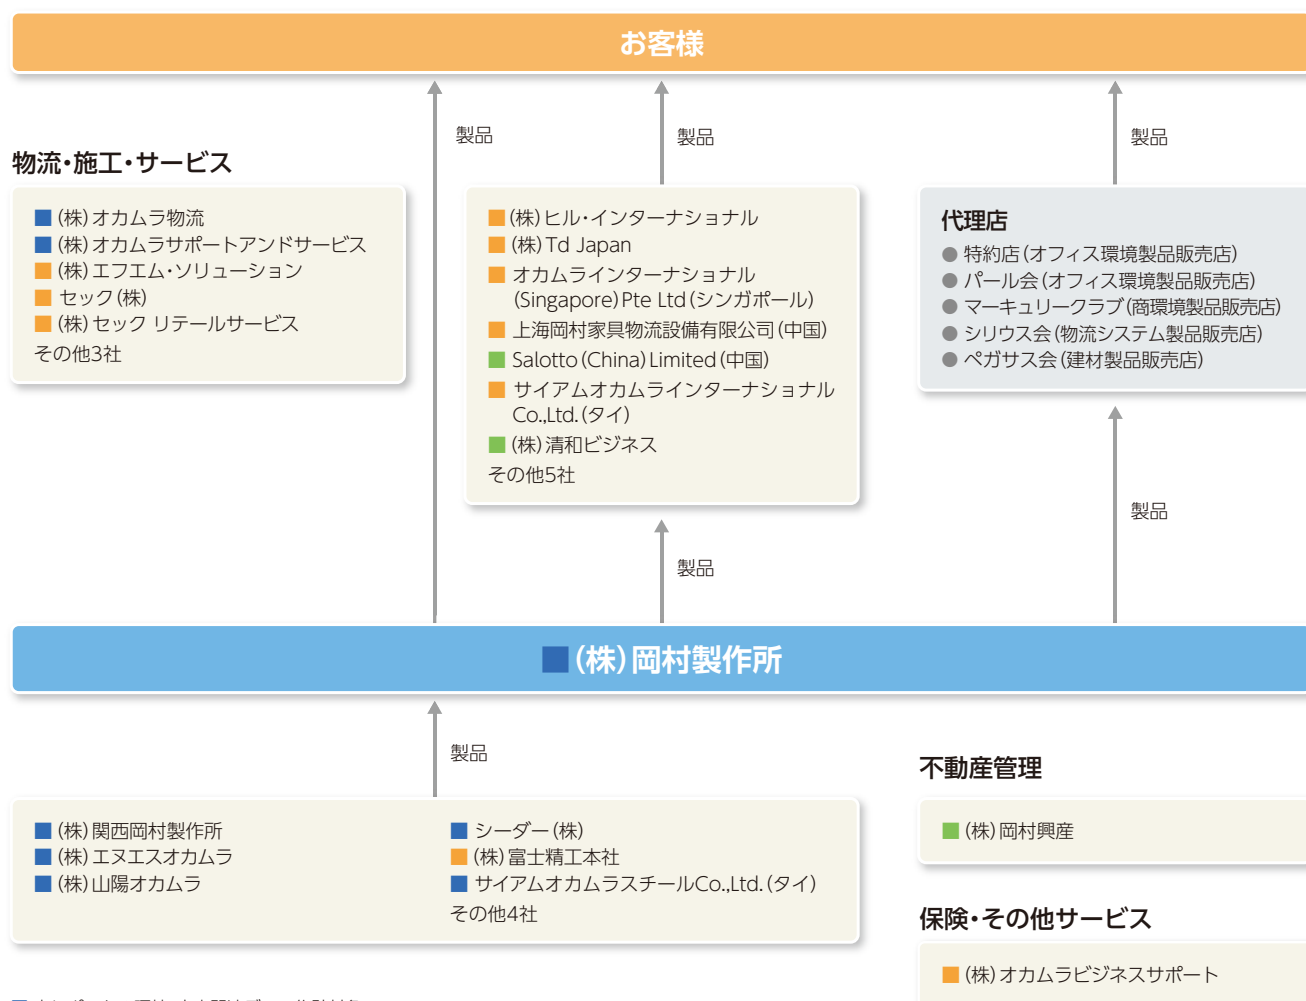 お客様
製品
製品
製品
物流・施工・サービス
(株)オカムラ物流
(株)オカムラサポートアンドサービス
(株)エフエム・ソリューション
セック(株)
(株)セック リテールサービス
その他3社
(株)ヒル・インターナショナル
(株)Td Japan
オカムラインターナショナル
(Singapore)Pte Ltd(シンガポール)
上海岡村家具物流設備有限公司(中国)
Salotto(China)Limited(中国)
サイアムオカムラインターナショナル
Co.,Ltd.(タイ)
(株)清和ビジネス
その他5社
代理店
特約店(オフィス環境製品販売店)
パール会(オフィス環境製品販売店)
マーキュリークラブ(商環境製品販売店)
シリウス会(物流システム製品販売店)
ペガサス会(建材製品販売店)
製品
製品
(株)岡村製作所
製品
(株)関西岡村製作所
(株)エヌエスオカムラ
(株)山陽オカムラ
シーダー(株)
(株)富士精工本社
サイアムオカムラスチールCo.,Ltd.(タイ)
その他4社
不動産管理
(株)岡村興産
保険・その他サービス
(株)オカムラビジネスサポート